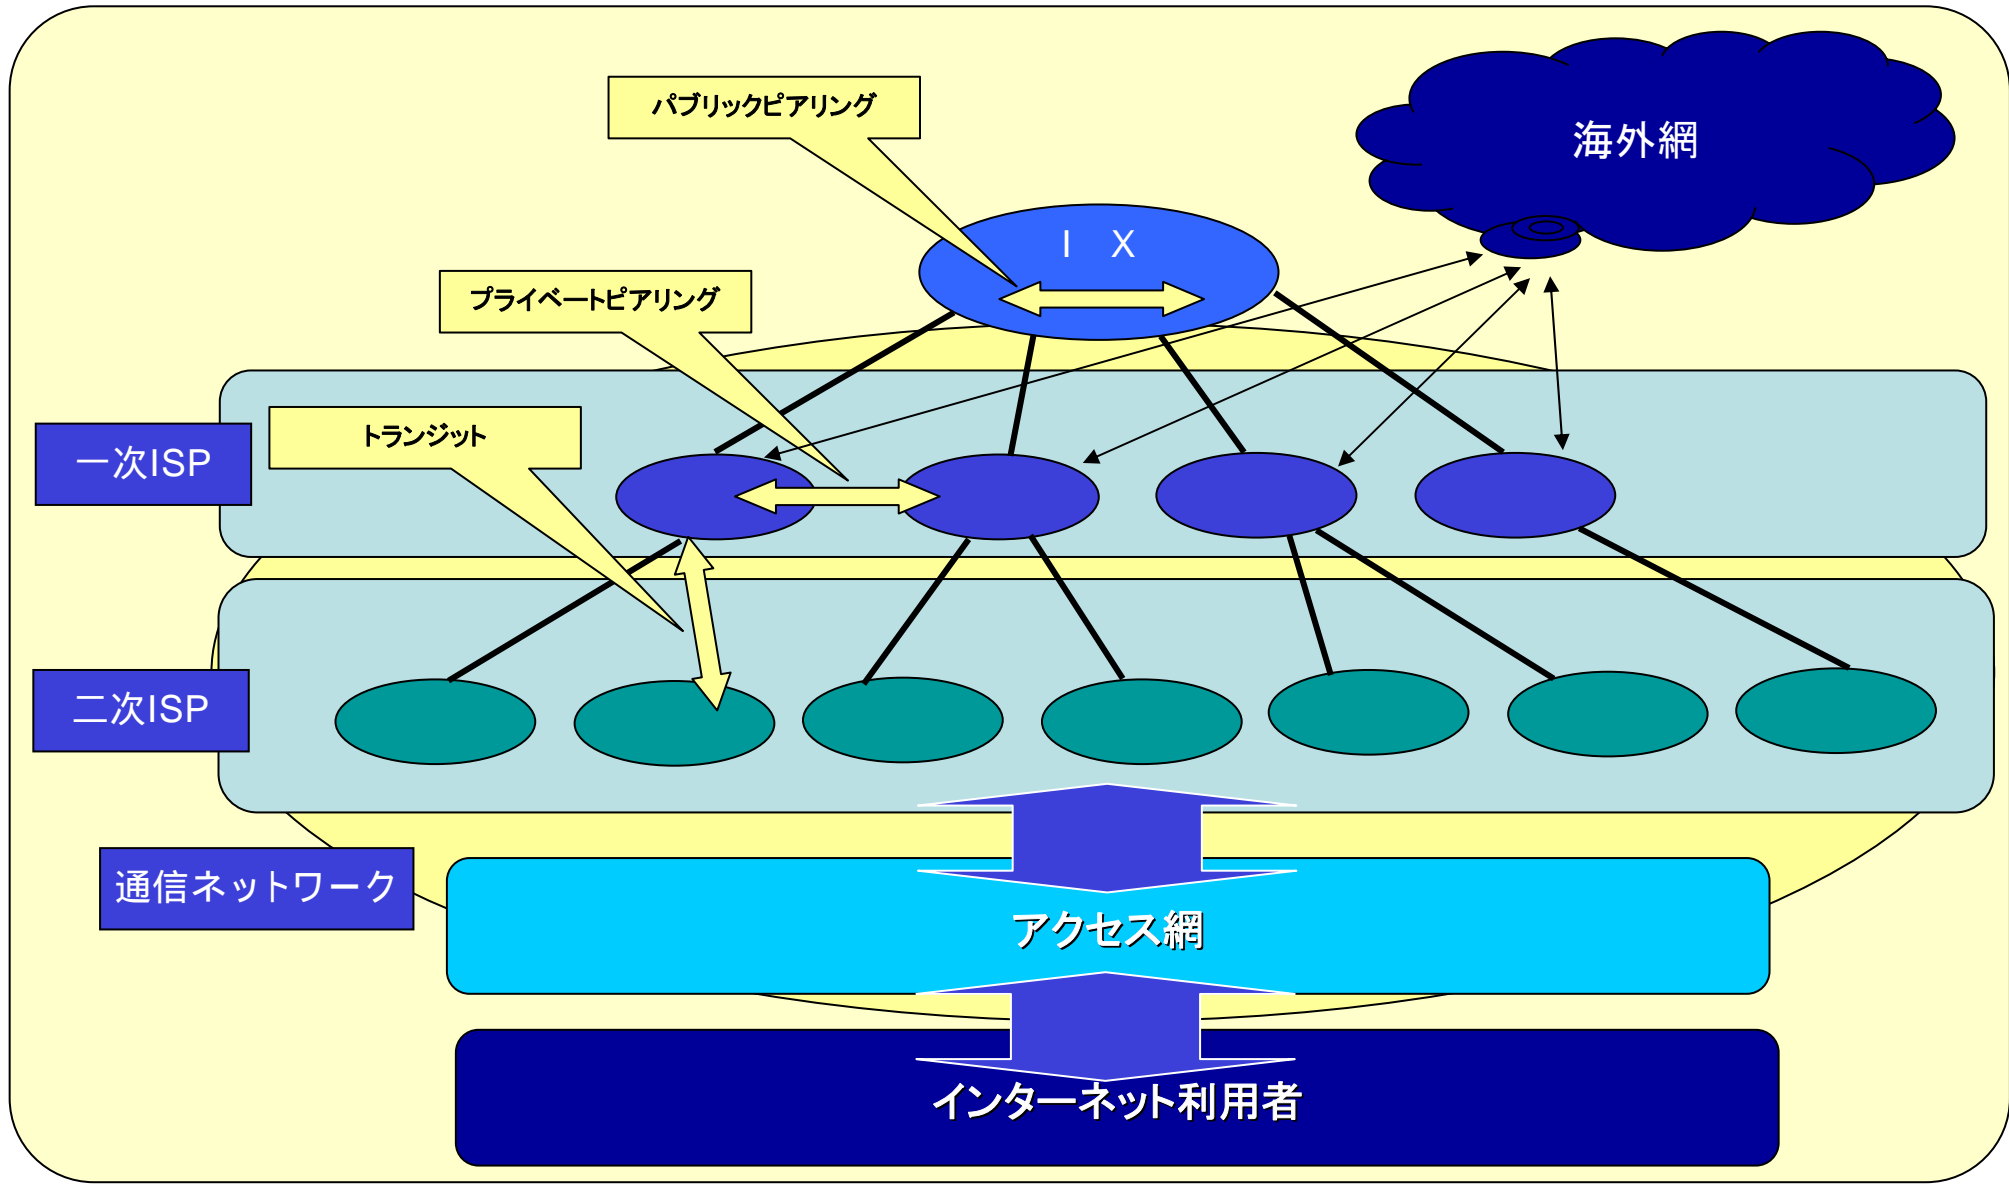 パブリックピアリング
海外網
I X
プライベートピアリング
トランジット
一次ISP
二次ISP
通信ネットワーク
アクセス網
インターネット利用者